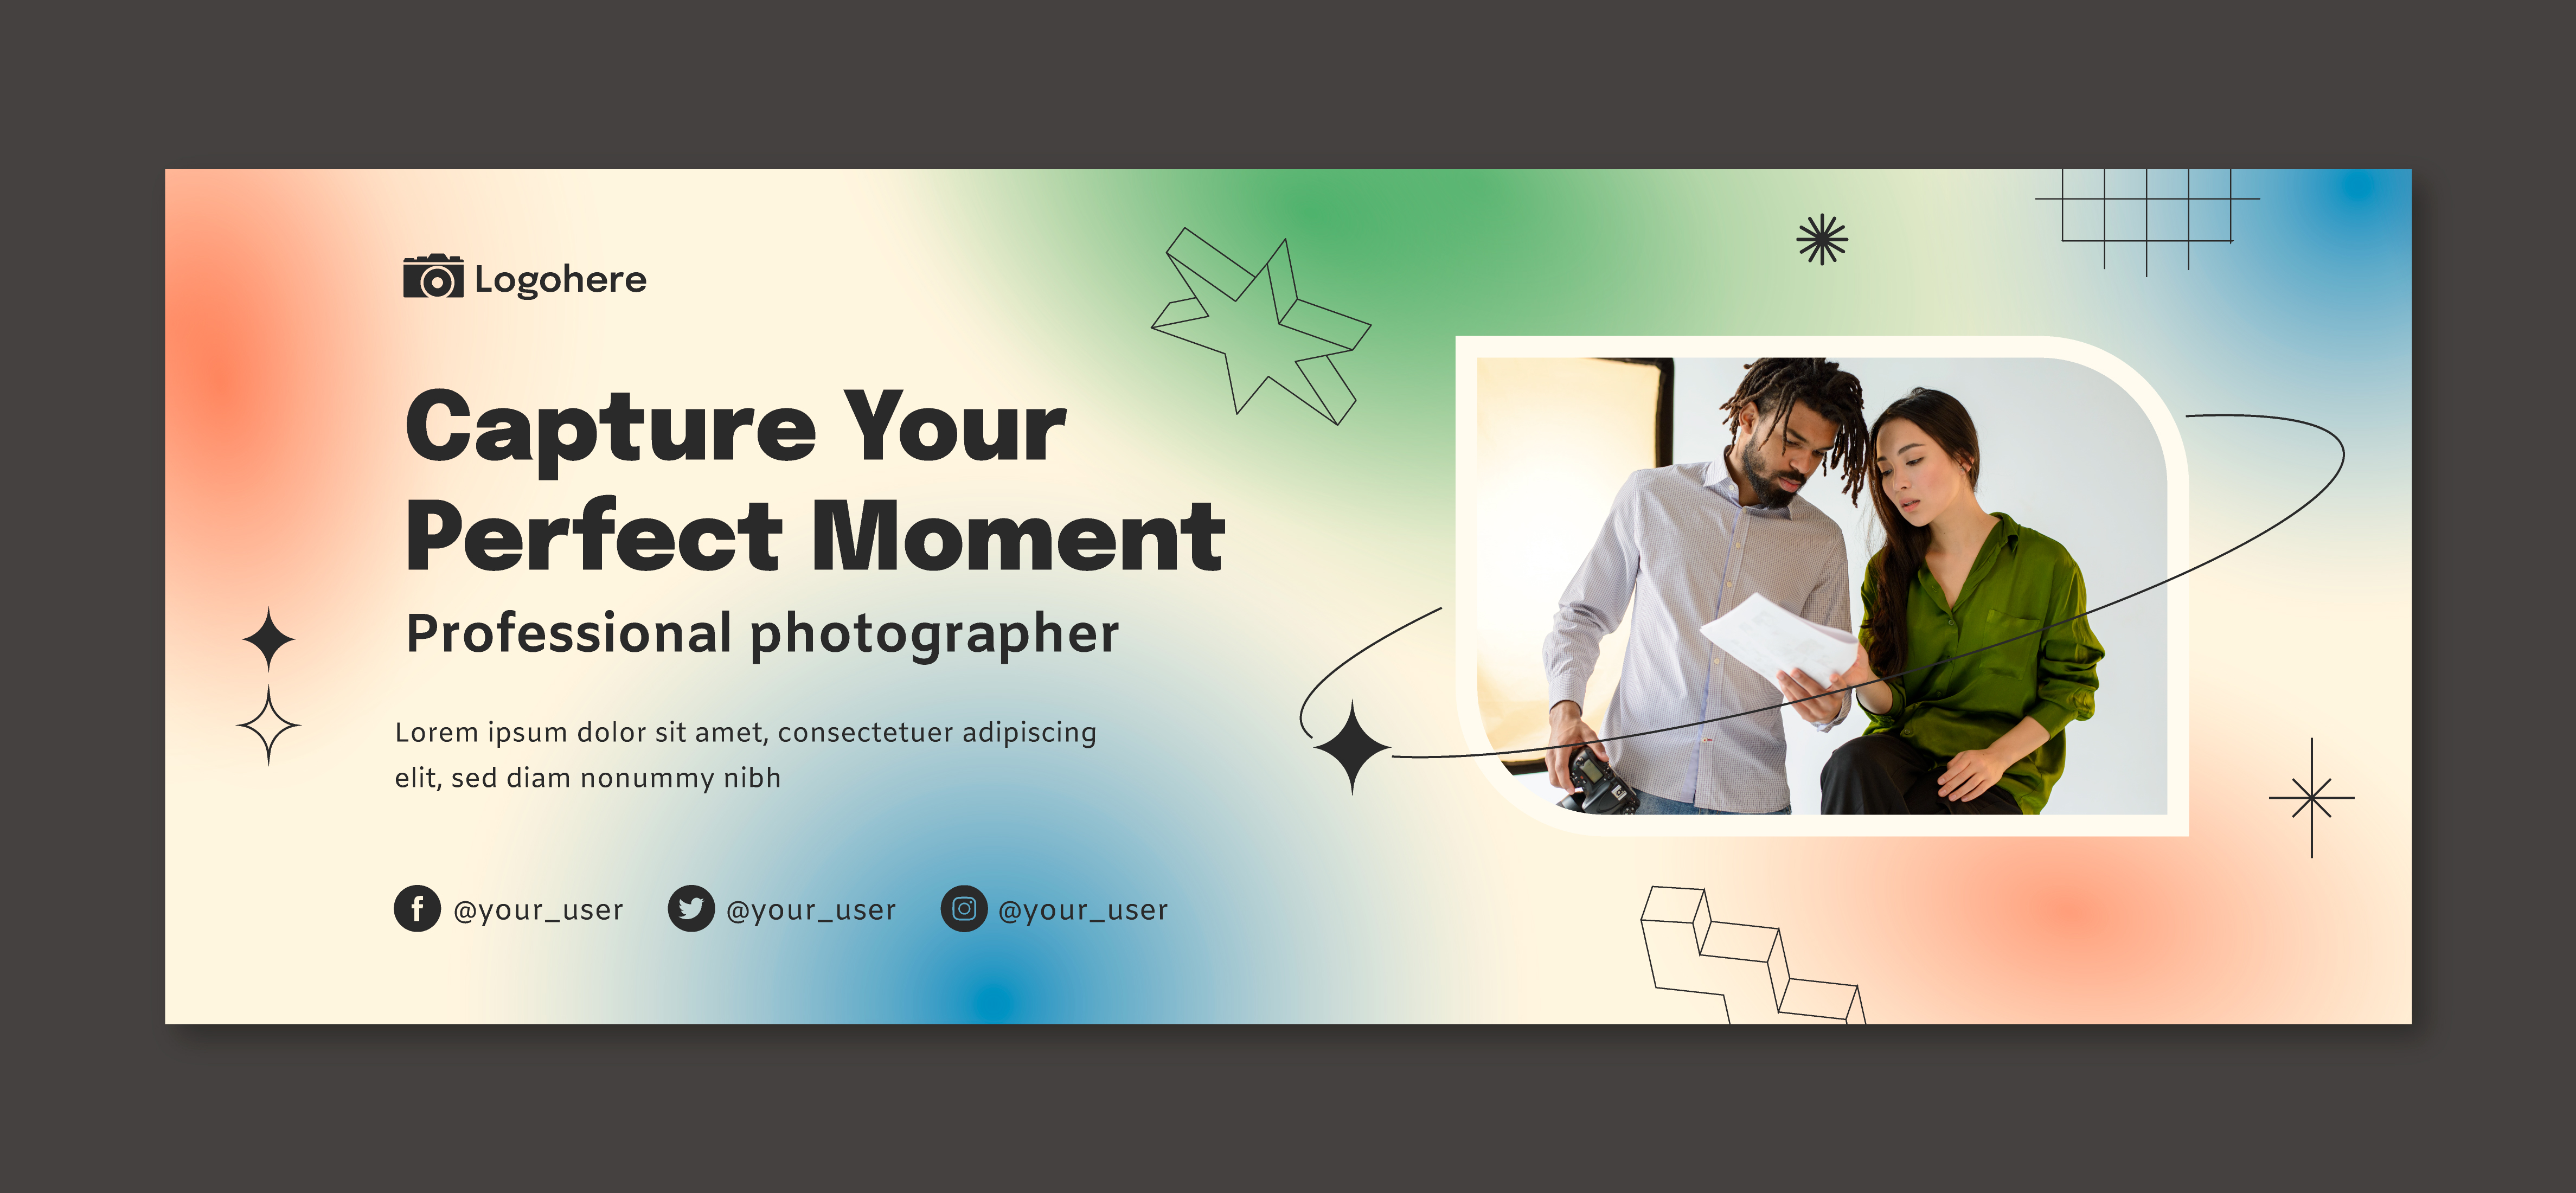 Logohere
Capture Your
Perfect Moment
Professional photographer
Lorem ipsum dolor sit amet, consectetuer adipiscing
elit, sed diam nonummy nibh
@your_user @your_user @your_user